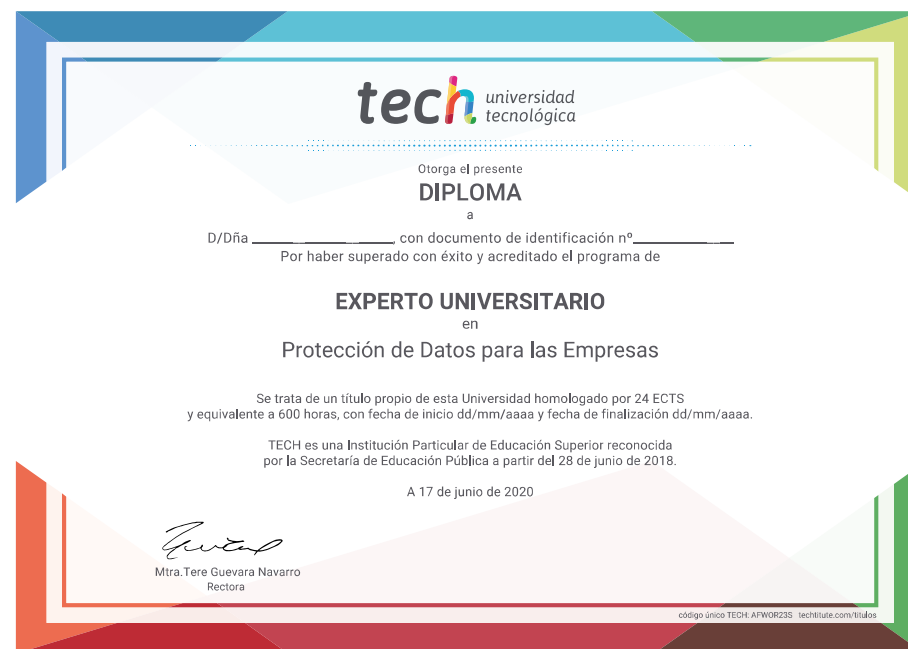 tech universidad
tecnológica
Otorga el presente
DIPLOMA
a
D/Dña ____________________, con documento de identificación nº______________
Por haber superado con éxito y acreditado el programa de
EXPERTO UNIVERSITARIO
en
Protección de Datos para las Empresas
Se trata de un título propio de esta Universidad homologado por 24 ECTS
y equivalente a 600 horas, con fecha de inicio dd/mm/aaaa y fecha de finalización dd/mm/aaaa.
TECH es una Institución Particular de Educación Superior reconocida
por la Secretaría de Educación Pública a partir del 28 de junio de 2018.
A 17 de junio de 2020
Mtra.Tere Guevara Navarro
Rectora
código único TECH: AFWOR23S techtitute.com/titulos